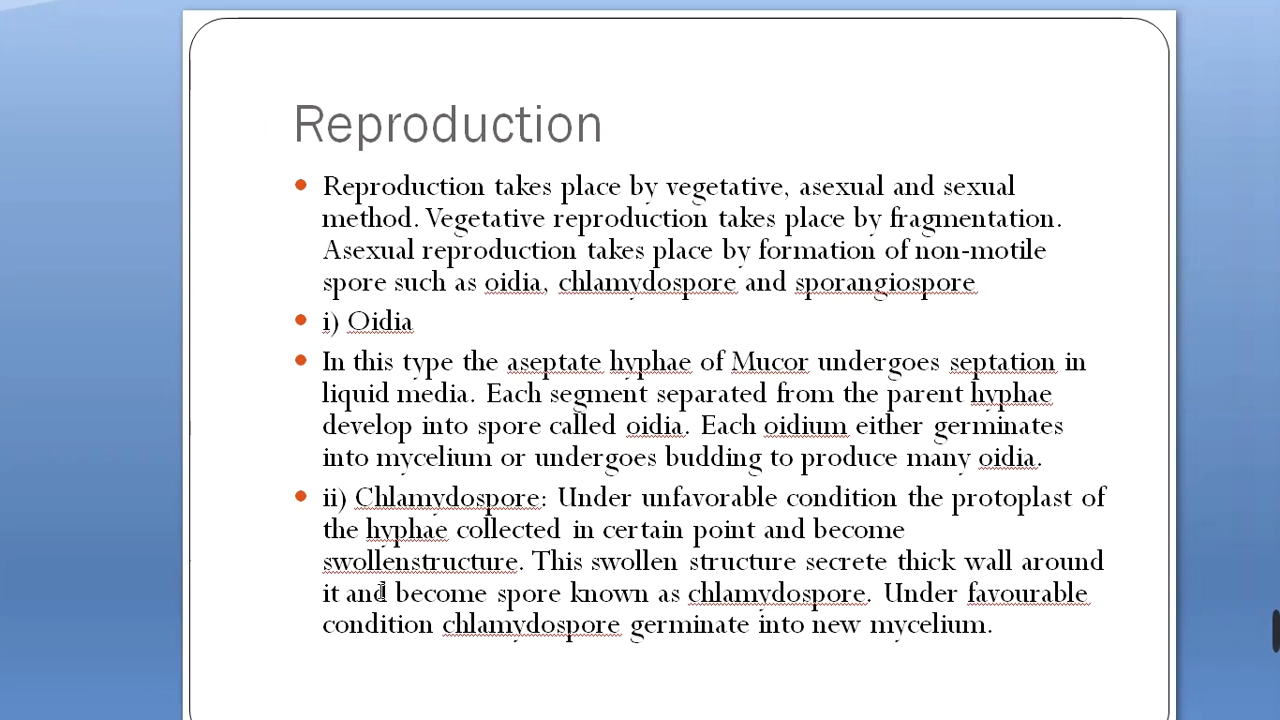 Reproduction
Reproduction takes place by vegetative, asexual and sexual
method. Vegetative reproduction takes place by fragmentation.
Asexual reproduction takes place by formation of non-motile
spore such as oidia, chlamydospore and sporangiospore
i) Oidia
In this type the aseptate hyphae of Mucor undergoes septation in
liquid media. Each segment separated from the parent hyphae
develop into spore called oidia. Each oidium either germinates
into mycelium or undergoes budding to produce many oidia.
ii) Chlamydospore: Under unfavorable condition the protoplast of
the hyphae collected in certain point and become
swollenstructure. This swollen structure secrete thick wall around
it and become spore known as chlamydospore. Under favourable
condition chlamydospore germinate into new mycelium.